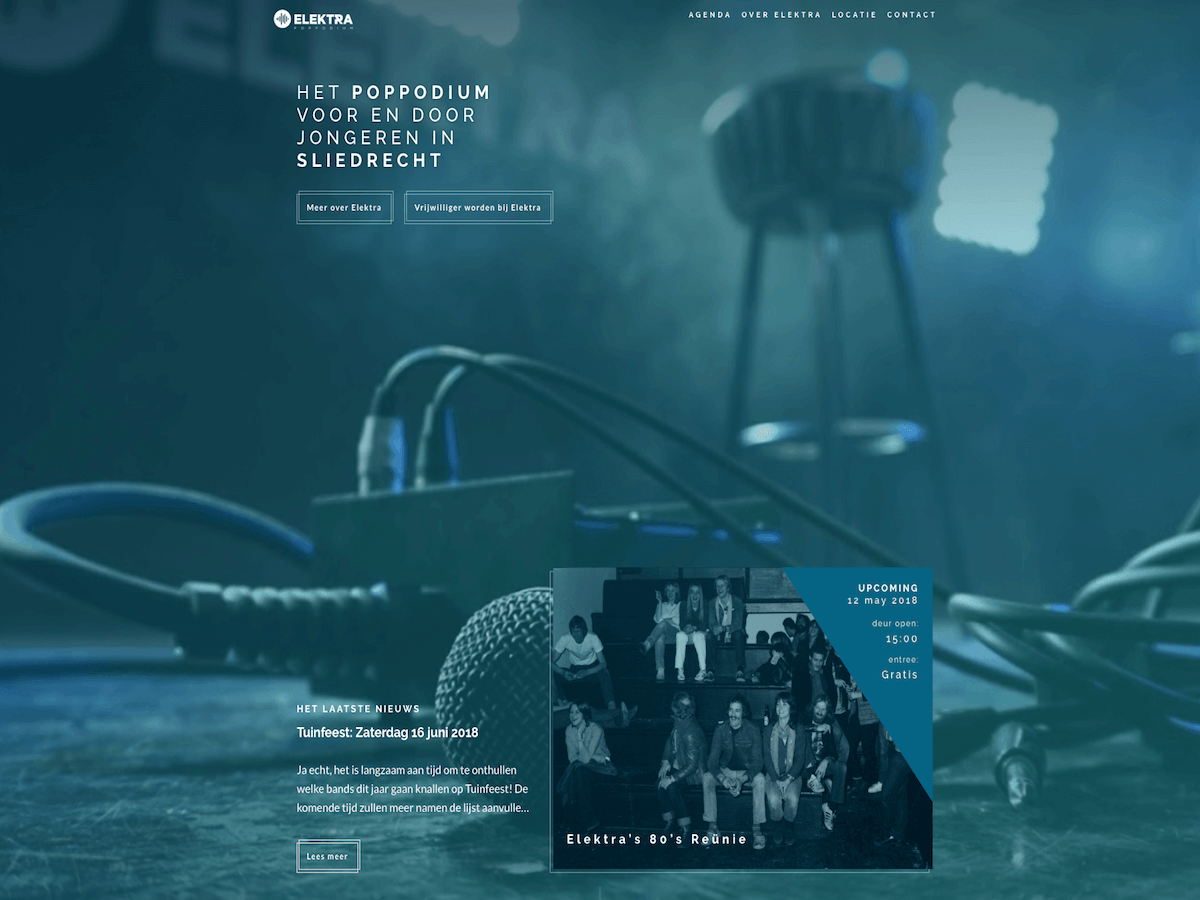 ELEKTRA
POPPODIUM
AGENDA OVER ELEKTRA LOCATIE CONTACT
HET POPPODIUM
VOOR EN DOOR
JONGEREN IN
SLIEDRECHT
Meer over Elektra
Vrijwilliger worden bij Elektra
UPCOMING
12 may 2018
deur open:
15:00
entree:
Gratis
Elektra's 80's Reünie
HET LAATSTE NIEUWS
Tuinfeest: Zaterdag 16 juni 2018
Ja echt, het is langzaam aan tijd om te onthullen
welke bands dit jaar gaan knallen op Tuinfeest! De
komende tijd zullen meer namen de lijst aanvulle...
Lees meer